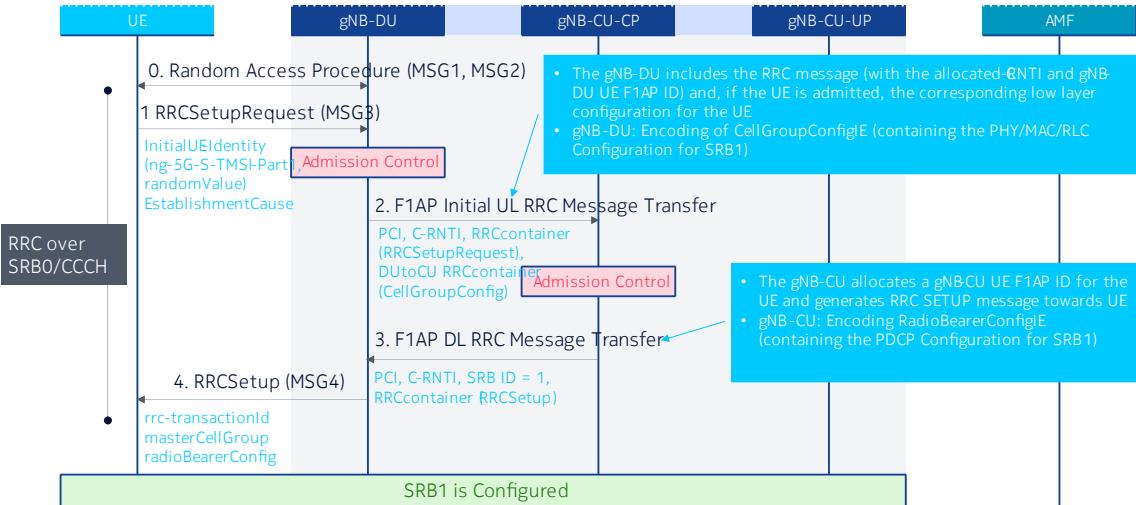 UE
gNB-DU
gNB-CU-CP
gNB-CU-UP
AMF
0. Random Access Procedure (MSG1, MSG2)
• The gNB-DU includes the RRC message (with the allocated-RNTI and gNB-
DU UE F1AP ID) and, if the UE is admitted, the corresponding low layer
configuration for the UE
• gNB-DU: Encoding of CellGroupConfigIE (containing the PHY/MAC/RLC
Configuration for SRB1)
1 RRCSetupRequest (MSG3)
InitialUEIdentity
(ng-5G-S-TMSI-Part1,
randomValue)
EstablishmentCause
Admission Control
2. F1AP Initial UL RRC Message Transfer
PCI, C-RNTI, RRCcontainer
(RRCSetupRequest),
DUtoCU RRCcontainer
(CellGroupConfig)
RRC over
SRB0/CCCH
Admission Control
• The gNB-CU allocates a gNB-CU UE F1AP ID for the
UE and generates RRC SETUP message towards UE
• gNB-CU: Encoding RadioBearerConfigIE
(containing the PDCP Configuration for SRB1)
3. F1AP DL RRC Message Transfer
PCI, C-RNTI, SRB ID = 1,
RRCcontainer (RRCSetup)
4. RRCSetup (MSG4)
rrc-transactionId
masterCellGroup
radioBearerConfig
SRB1 is Configured